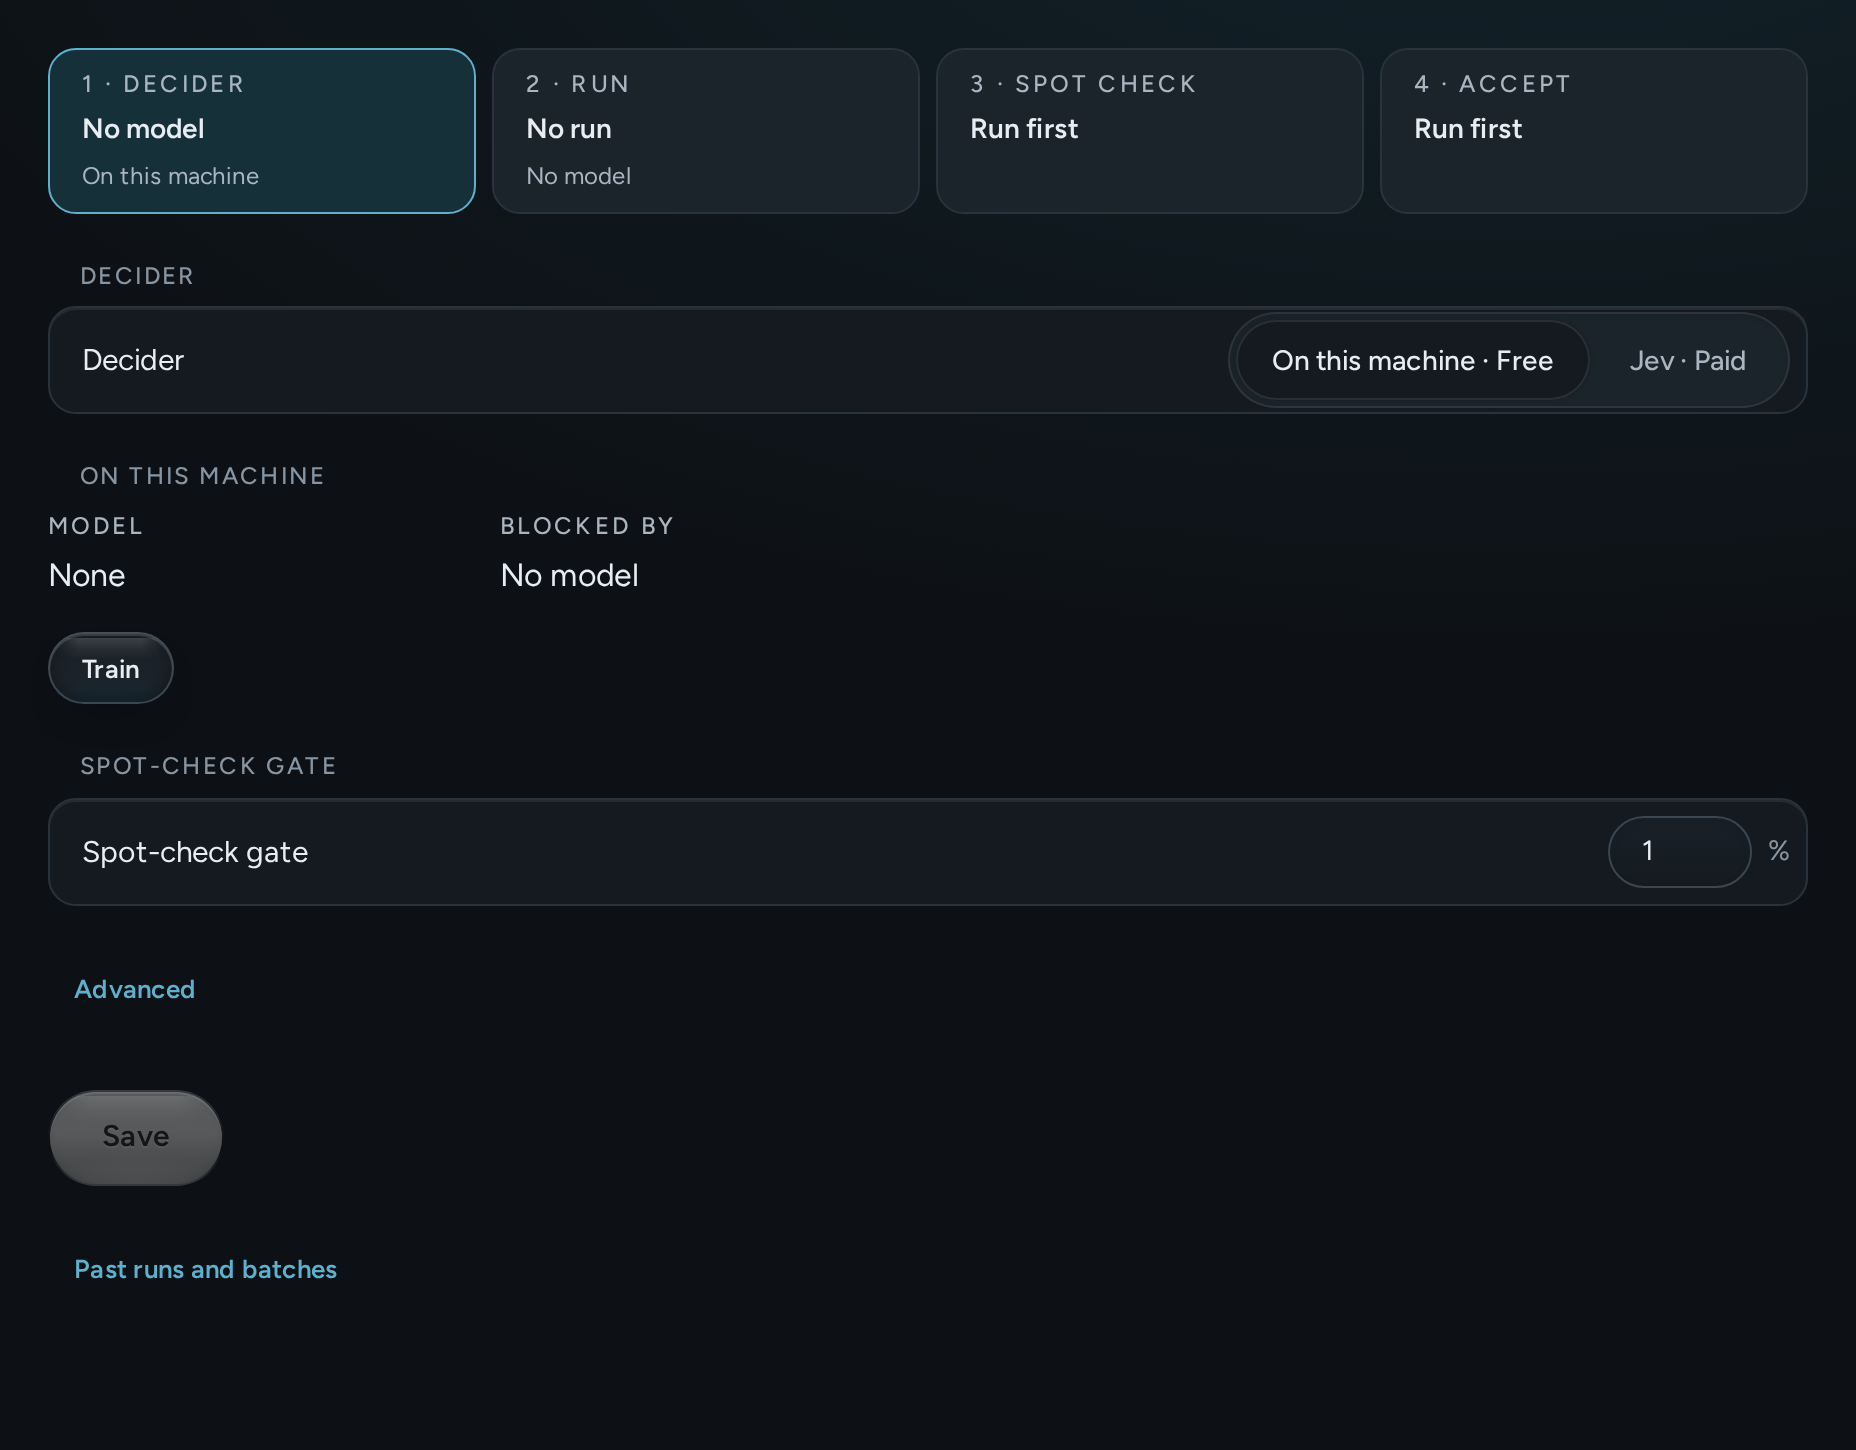 1 · DECIDER
No model
On this machine
2 · RUN
No run
No model
3 · SPOT CHECK
Run first
4 · ACCEPT
Run first
DECIDER
Decider
On this machine · Free
Jev · Paid
ON THIS MACHINE
MODEL
None
BLOCKED BY
No model
Train
SPOT-CHECK GATE
Spot-check gate
1 %
Advanced
Save
Past runs and batches